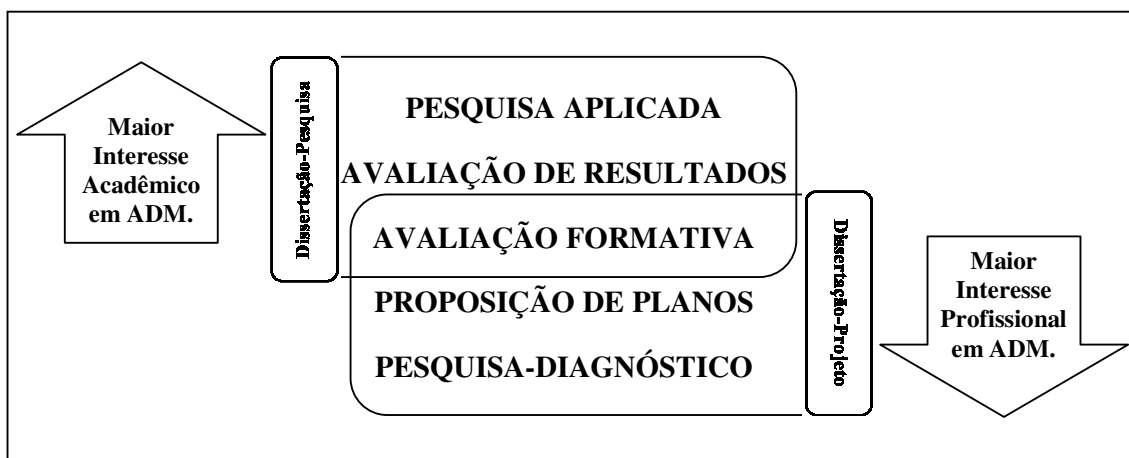 Maior
Interesse
Acadêmico
em ADM.
Dissertação-Pesquisa
PESQUISA APLICADA
AVALIAÇÃO DE RESULTADOS
AVALIAÇÃO FORMATIVA
PROPOSIÇÃO DE PLANOS
PESQUISA-DIAGNÓSTICO
Dissertação-Projeto
Maior
Interesse
Profissional
em ADM.